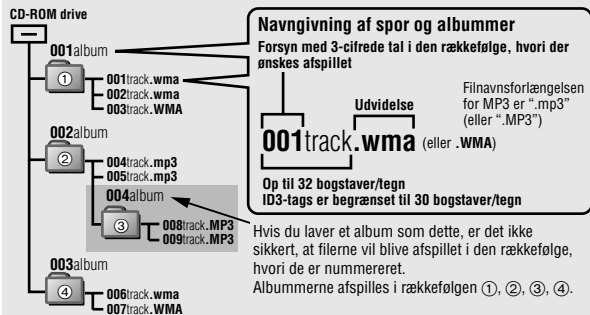 CD-ROM drive
001album
①
001track.wma
002track.wma
003track.WMA
002album
②
004track.mp3
005track.mp3
004album
③
008track.MP3
009track.MP3
003album
④
006track.wma
007track.WMA
Navngivning af spor og albummer
Forsyn med 3-cifrede tal i den rækkefølge, hvori der
ønskes afspillet
Udvidelse
001track.wma (eller .WMA)
Filnavnsforlængelsen
for MP3 er “.mp3”
(eller “.MP3”)
Op til 32 bogstaver/tegn
ID3-tags er begrænset til 30 bogstaver/tegn
Hvis du laver et album som dette, er det ikke
sikkert, at filerne vil blive afspillet i den rækkefølge,
hvori de er nummereret.
Albummerne afspilles i rækkefølgen ①, ②, ③, ④.